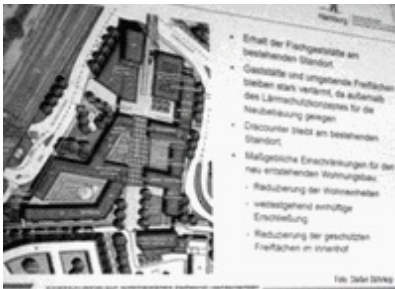 Hamburg
• Erhalt der Fischgaststätte am
bestehenden Standort
• Gaststätte und umgebende Freiflächen
bleiben stark verlärmt, da außerhalb
des Lärmschutzkonzeptes für die
Neubebauung gelegen
• Discounter bleibt am bestehenden
Standort
• Maßgebliche Einschränkungen für den
neu entstehenden Wohnungsbau:
- Reduzierung der Wohneinheiten
- weitestgehend einhüftige
Erschließung
- Reduzierung der geschützten
Freiflächen im Innenhof
Foto: Stefan